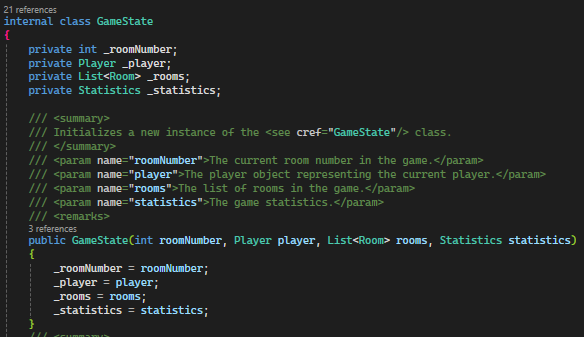 21 references
internal class GameState
{
    private int _roomNumber;
    private Player _player;
    private List<Room> _rooms;
    private Statistics _statistics;

    /// <summary>
    /// Initializes a new instance of the <see cref="GameState"/> class.
    /// </summary>
    /// <param name="roomNumber">The current room number in the game.</param>
    /// <param name="player">The player object representing the current player.</param>
    /// <param name="rooms">The list of rooms in the game.</param>
    /// <param name="statistics">The game statistics.</param>
    /// <remarks>
    3 references
    public GameState(int roomNumber, Player player, List<Room> rooms, Statistics statistics)
    {
        _roomNumber = roomNumber;
        _player = player;
        _rooms = rooms;
        _statistics = statistics;
    }
    /// <summary>